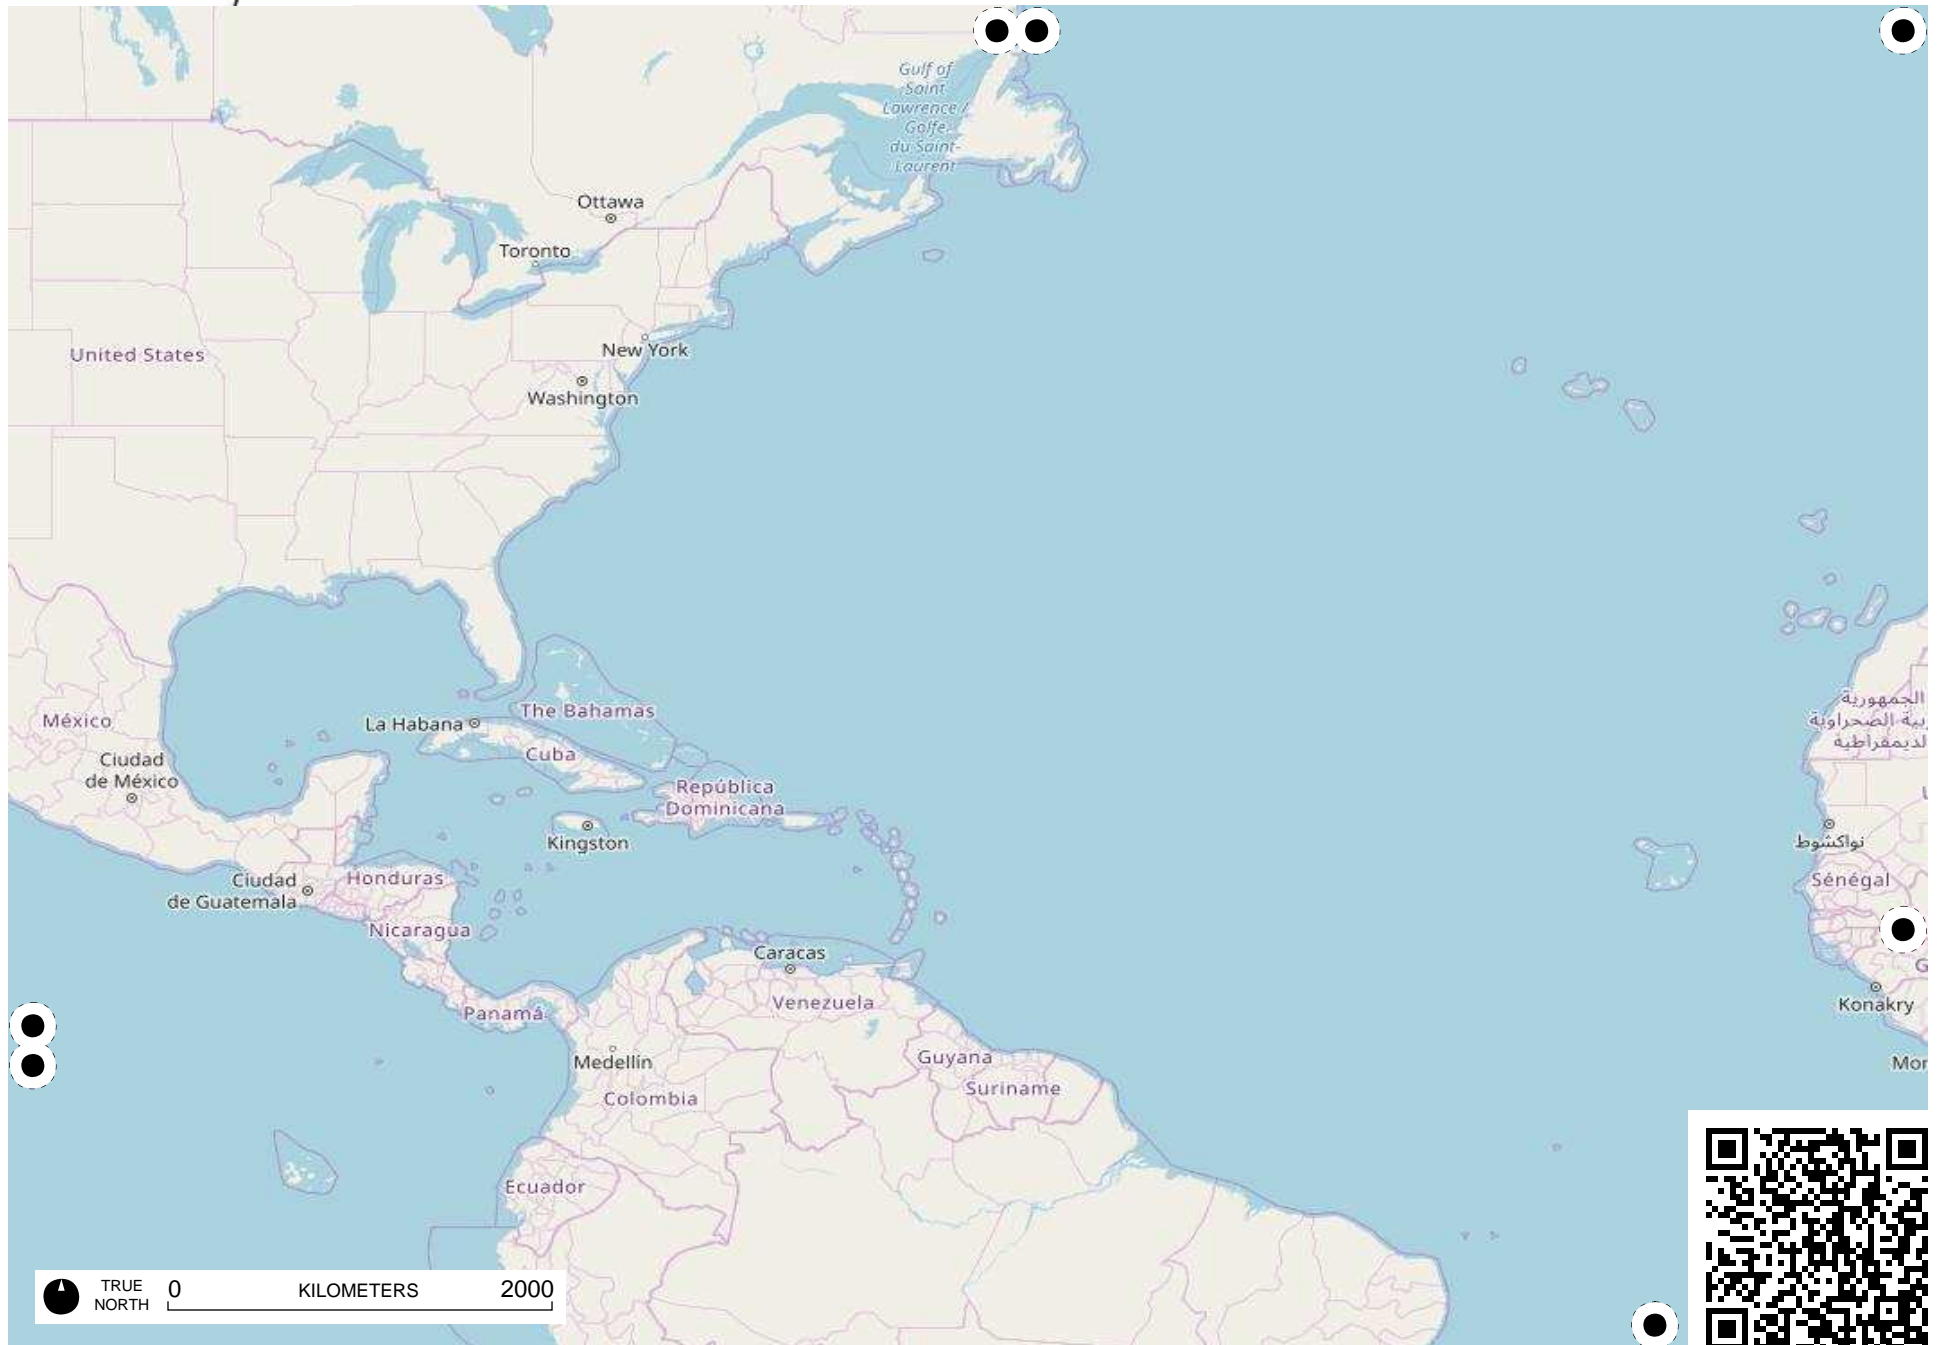 Gulf of
Saint
Lawrence /
Golfe
du Saint-
Laurent
Ottawa
Toronto
New York
United States
Washington
الجمهورية
México
La Habana
The Bahamas
Cuba
Ciudad
de México
República
Dominicana
Kingston
نواكشوط
Honduras
Ciudad
de Guatemala
Sénégal
Nicaragua
Caracas
G
Venezuela
Konakry
Panamá
Medellín
Guyana
Mor
Suriname
Colombia
Ecuador
TRUE
NORTH
0 KILOMETERS 2000